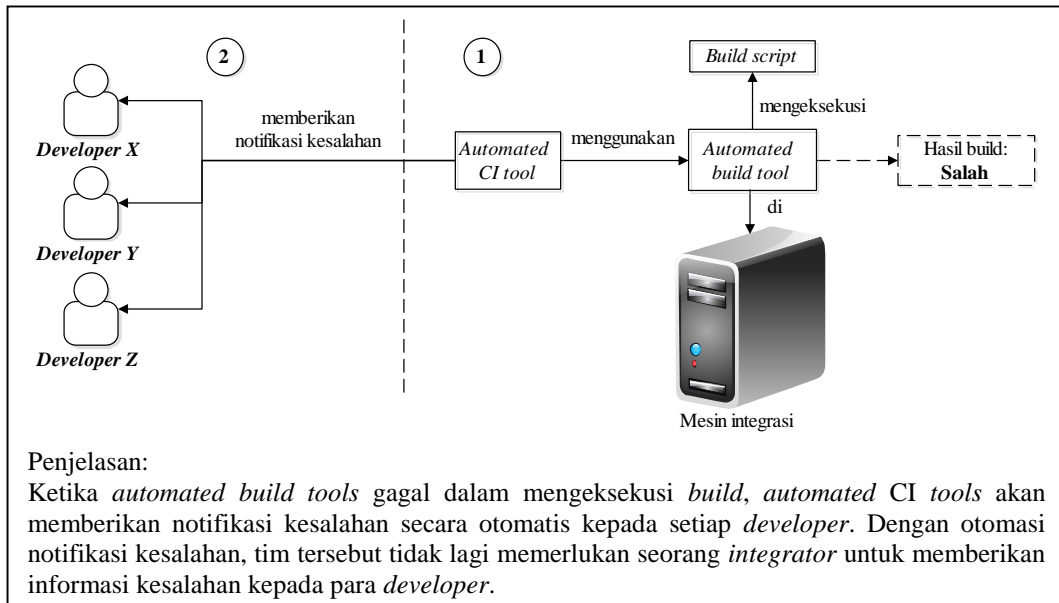 2
1
Build script
mengeksekusi
memberikan
notifikasi kesalahan
Automated
CI tool
menggunakan
Automated
build tool
Hasil build:
Salah
di
Developer X
Developer Y
Developer Z
Mesin integrasi
Penjelasan:
Ketika automated build tools gagal dalam mengeksekusi build, automated CI tools akan
memberikan notifikasi kesalahan secara otomatis kepada setiap developer. Dengan otomasi
notifikasi kesalahan, tim tersebut tidak lagi memerlukan seorang integrator untuk memberikan
informasi kesalahan kepada para developer.